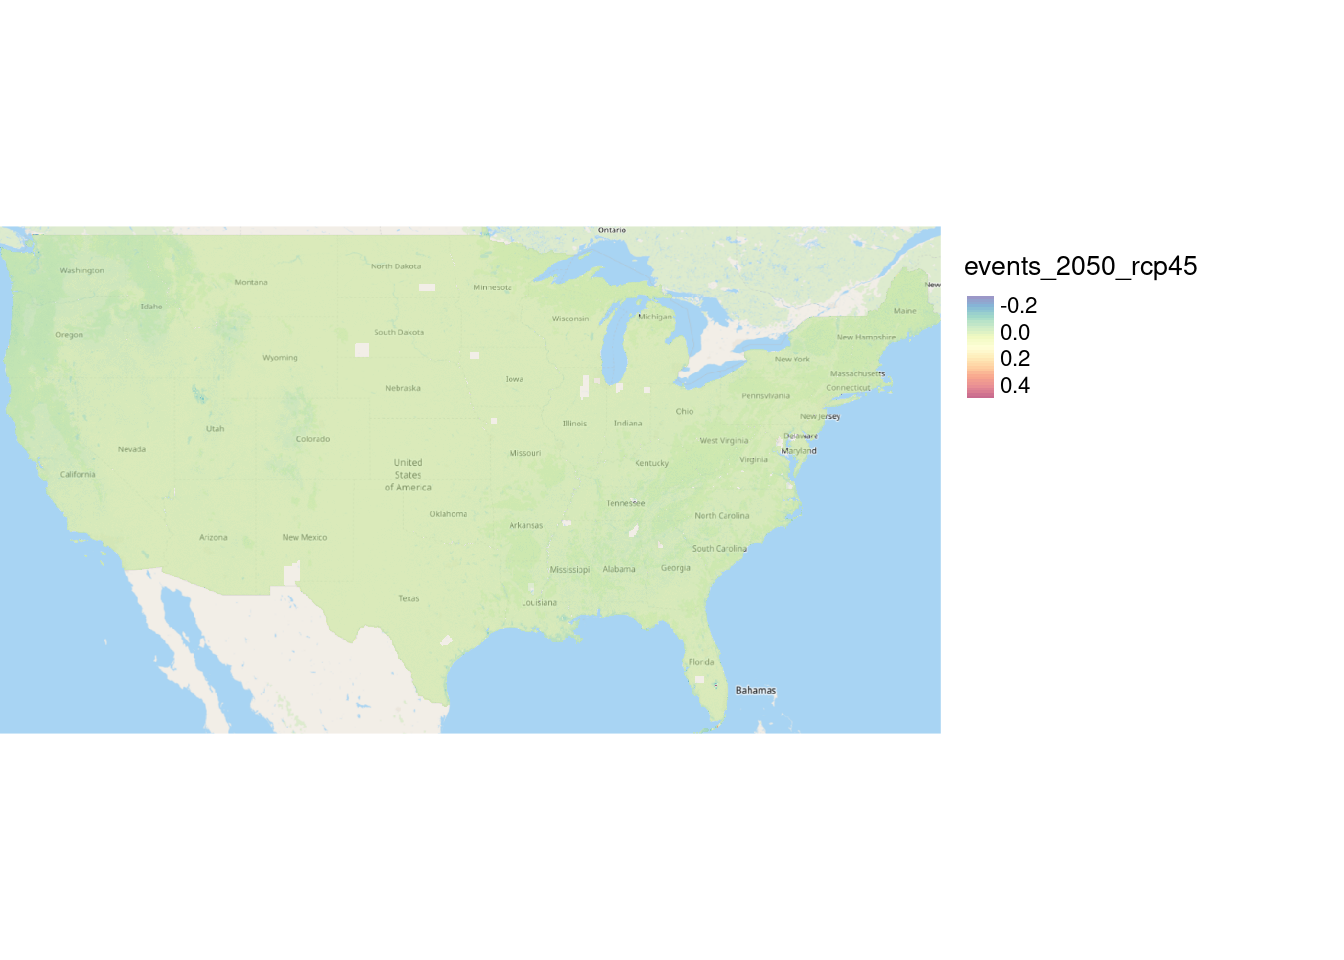 Ontario
Washington
Montana
North Dakota
Minnesota
New
Idaho
Oregon
South Dakota
Wisconsin
Michigan
Maine
New Hampshire
Wyoming
New York
Massachusetts
Nebraska
Iowa
Connecticut
Pennsylvania
Ohio
New Jersey
Utah
Colorado
Illinois
Indiana
Nevada
West Virginia
Delaware
Maryland
Missouri
Kentucky
Virginia
California
United
States
of America
Tennessee
Oklahoma
North Carolina
Arkansas
Arizona
New Mexico
South Carolina
Mississippi
Alabama
Georgia
Texas
Louisiana
Florida
Bahamas
events_2050_rcp45
-0.2
0.0
0.2
0.4